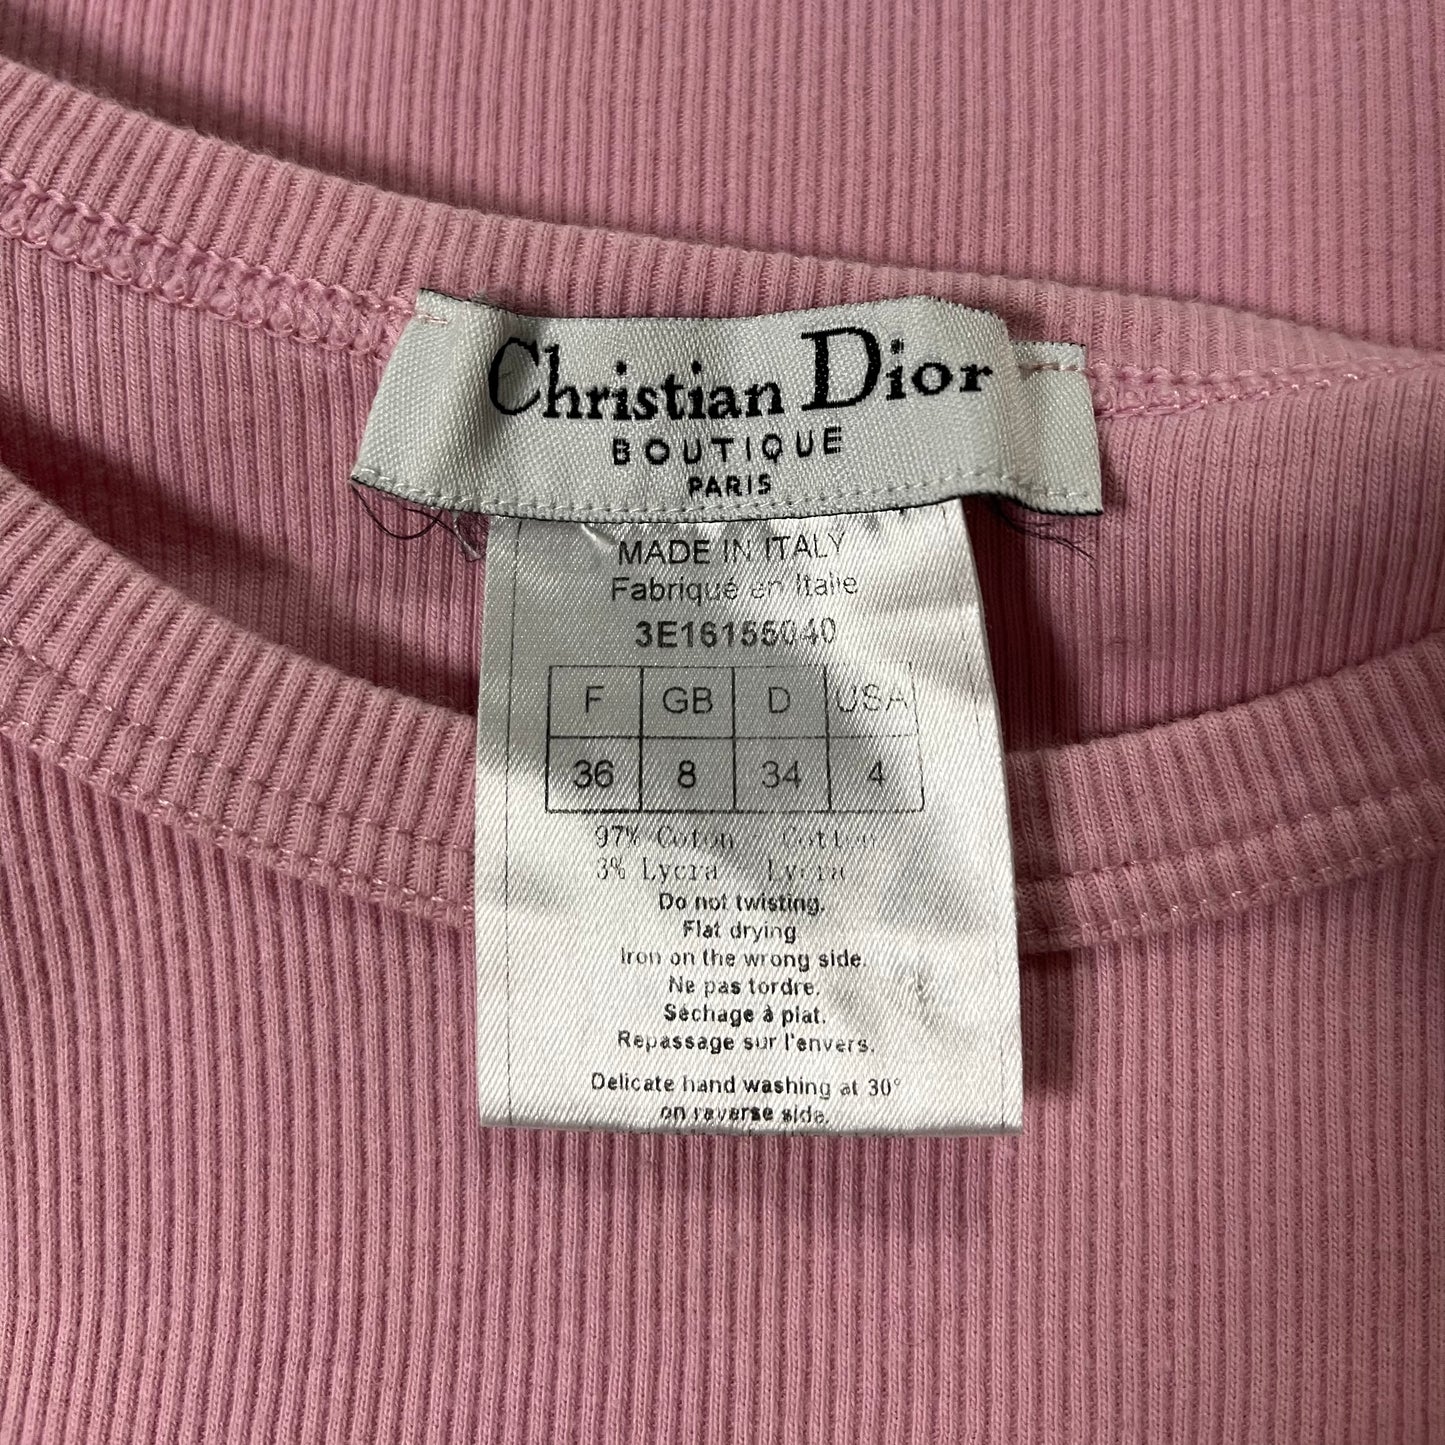 Christian Dior
BOUTIQUE
PARIS
MADE IN ITALY
Fabriqué en Italie
3E16155040
F GB D USA
36 8 34 4
97% Coton / Cotton
3% Lycra Lycra
Do not twisting.
Flat drying
Iron on the wrong side.
Ne pas tordre.
Séchage à plat.
Repassage sur l'envers.
Delicate hand washing at 30°
on reverse side.